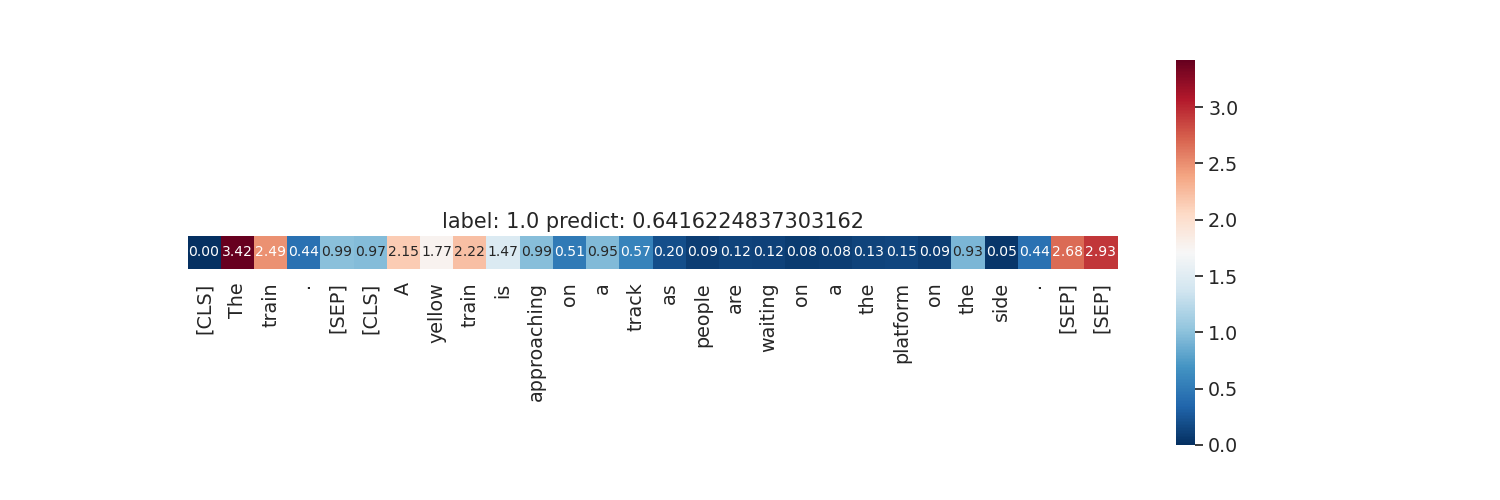 label: 1.0 predict: 0.6416224837303162
0.00 3.42 2.49 0.44 0.99 0.97 2.15 1.77 2.22 1.47 0.99 0.51 0.95 0.57 0.20 0.09 0.12 0.12 0.08 0.08 0.13 0.15 0.09 0.93 0.05 0.44 2.68 2.93
[CLS] The train . [SEP] [CLS] A yellow train is approaching on a track as people are waiting on a the platform on the side . [SEP] [SEP]
3.0
2.5
2.0
1.5
1.0
0.5
0.0